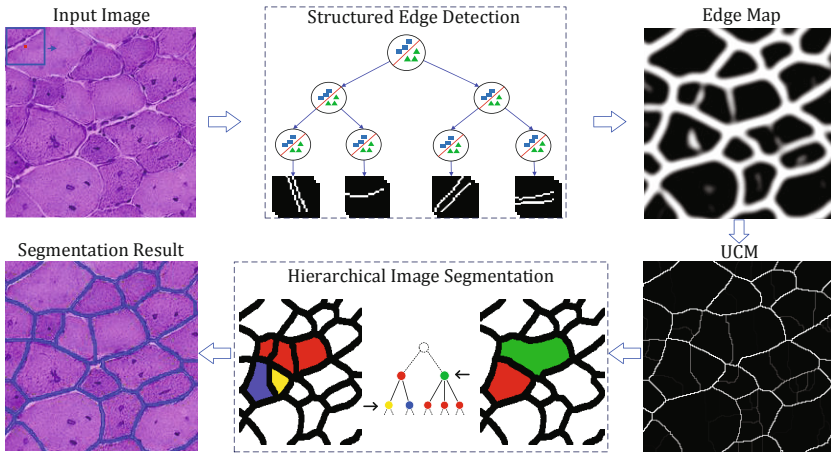 Input Image
Structured Edge Detection
Edge Map
Segmentation Result
Hierarchical Image Segmentation
UCM